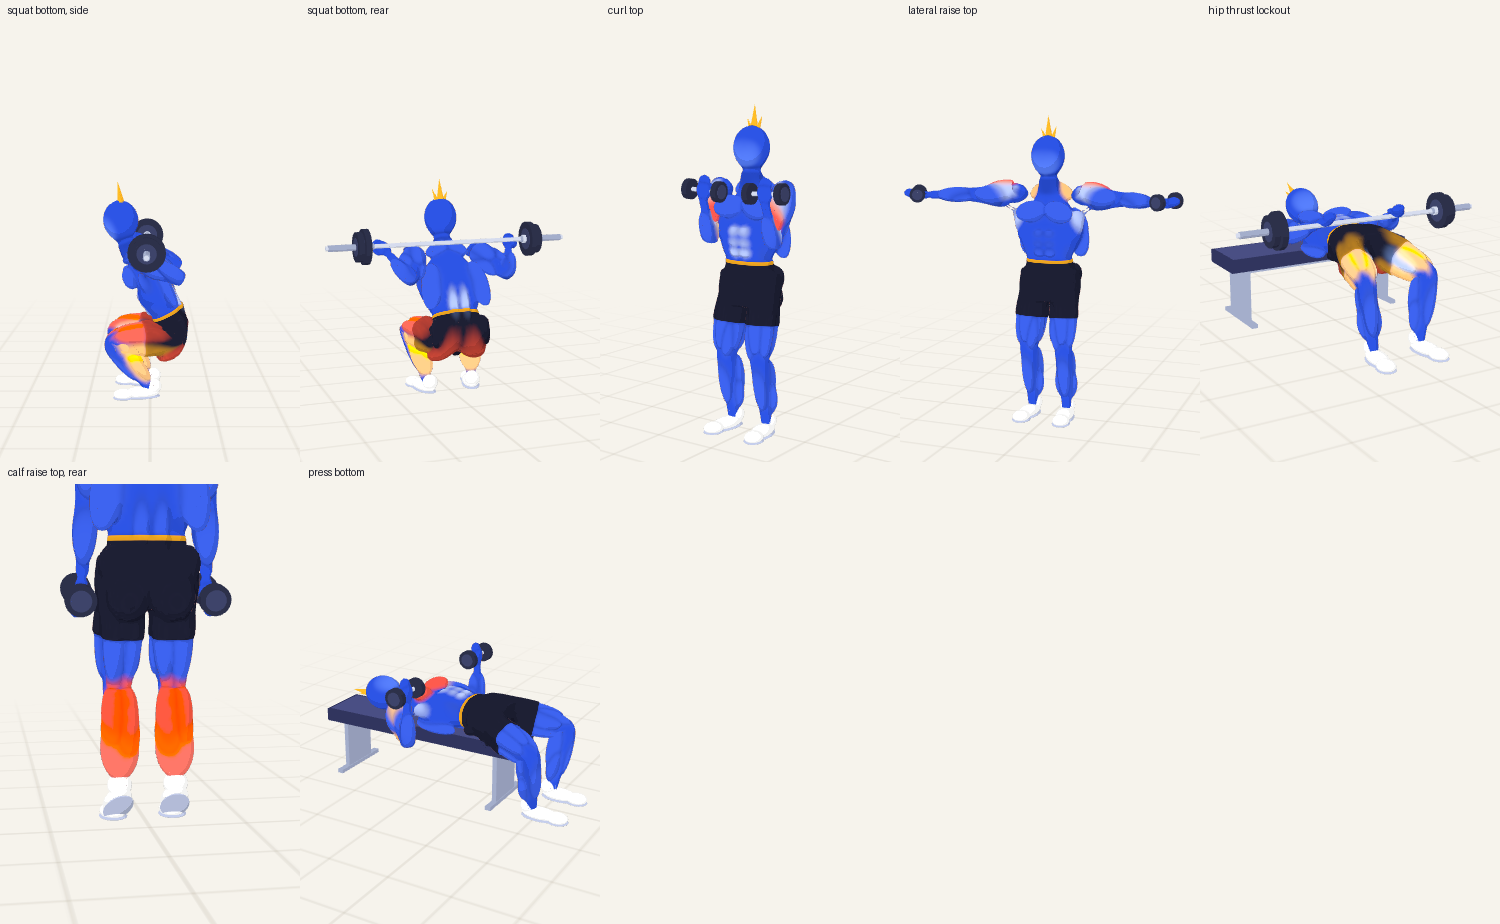 squat bottom, side
squat bottom, rear
curl top
lateral raise top
hip thrust lockout
calf raise top, rear
press bottom